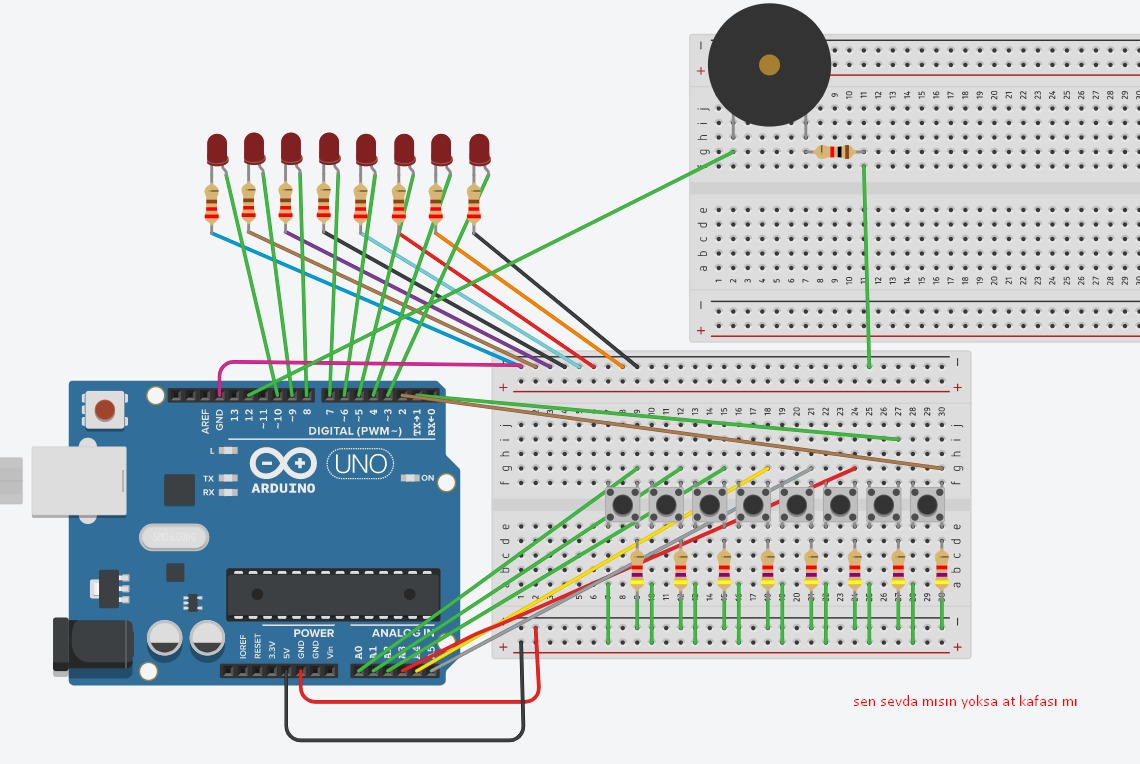 AREF
GND
13
12
~11
~10
~9
8
7
~6
~5
4
~3
2
TX→1
RX←0
DIGITAL (PWM~)
L
TX
RX
ARDUINO
UNO
ON
POWER
ANALOG IN
IOREF
RESET
3.3V
5V
GND
GND
Vin
A0
A1
A2
A3
A4
A5
sen sevda mısın yoksa at kafası mı